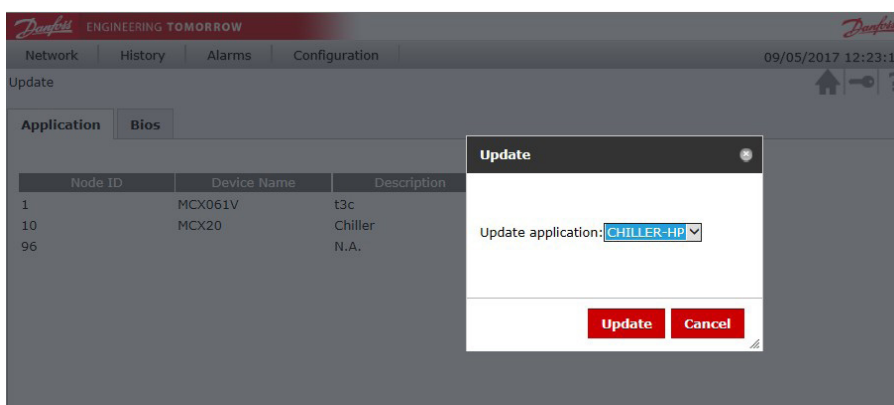 Danfoss ENGINEERING TOMORROW Danfoss
Network History Alarms Configuration 09/05/2017 12:23:1
Update
Application Bios
Update
Node ID Device Name Description
1 MCX061V t3c
10 MCX20 Chiller
96 N.A.
Update application: CHILLER-HP
Update Cancel